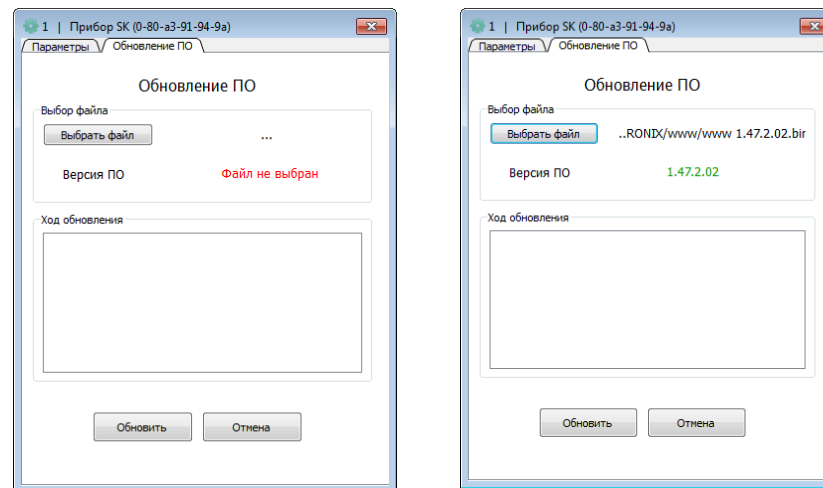 1 | Прибор SK (0-80-a3-91-94-9a)
Параметры Обновление ПО
Обновление ПО
Выбор файла
Выбрать файл ...
Версия ПО Файл не выбран
Ход обновления
Обновить Отмена
1 | Прибор SK (0-80-a3-91-94-9a)
Параметры Обновление ПО
Обновление ПО
Выбор файла
Выбрать файл ..RONIX/www/www 1.47.2.02.bir
Версия ПО 1.47.2.02
Ход обновления
Обновить Отмена